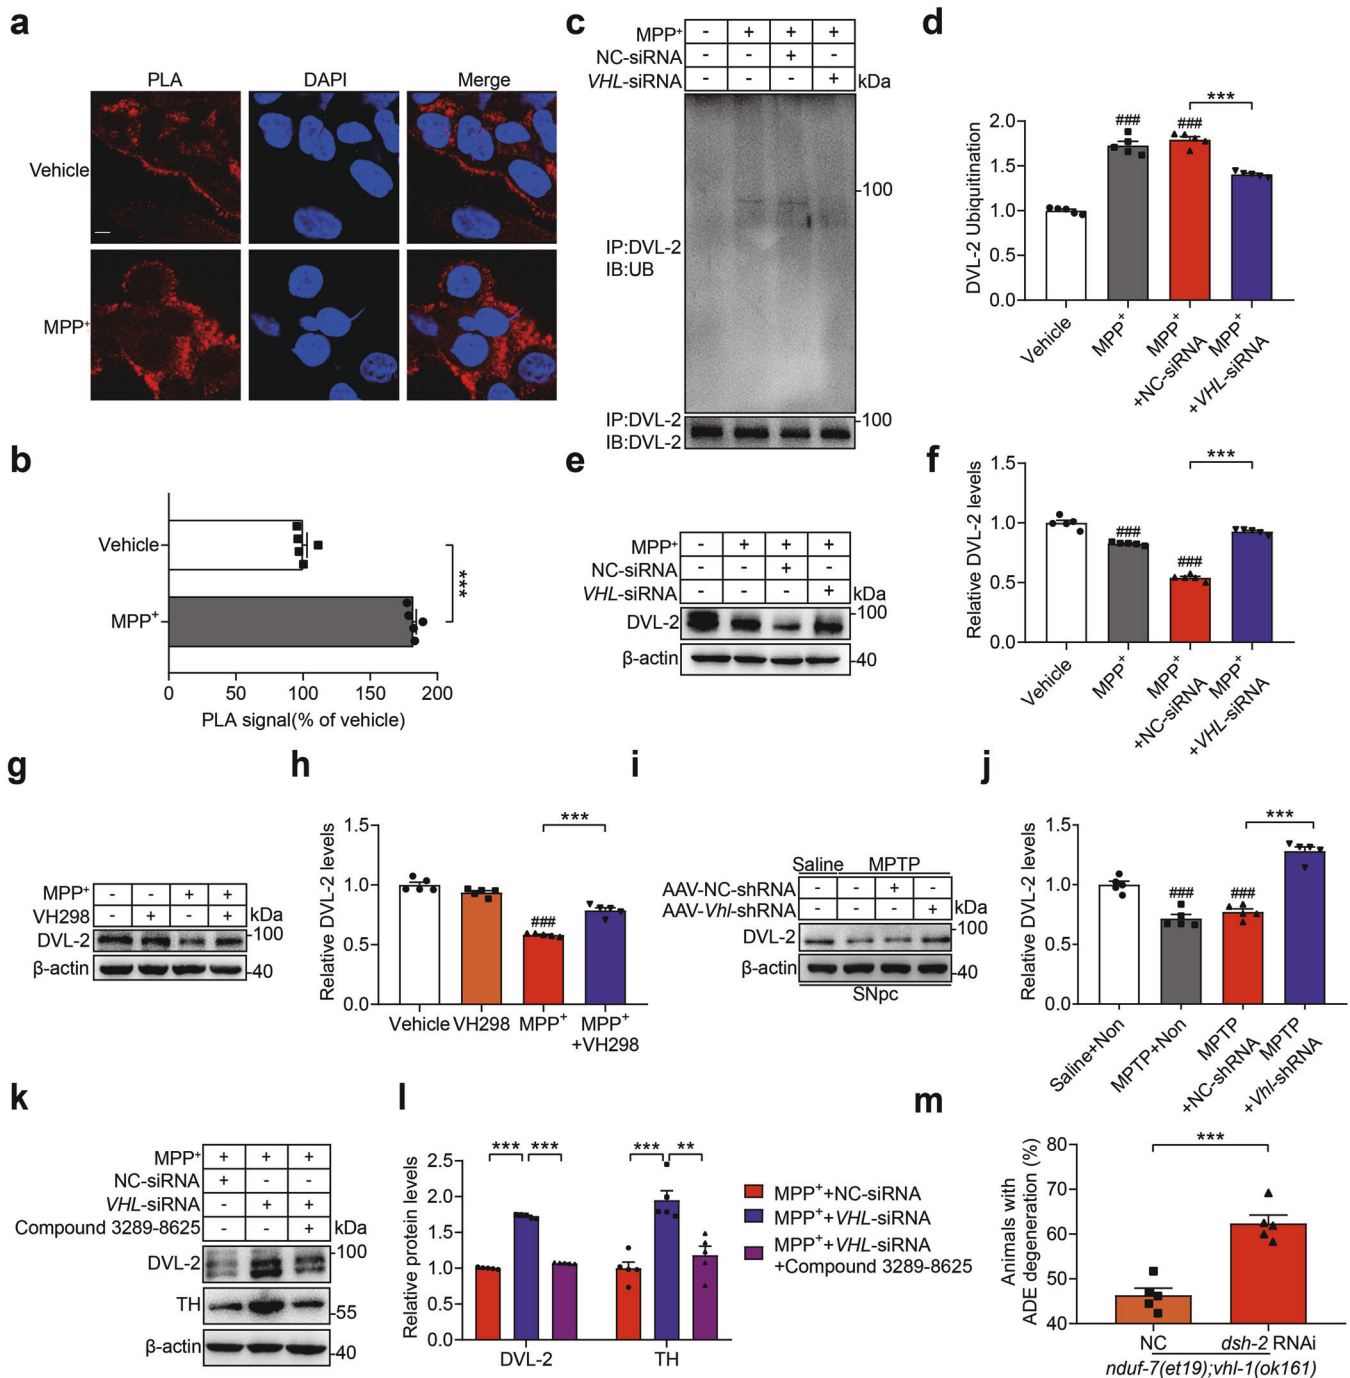 a
PLA
DAPI
Merge
Vehicle
MPP+
b
Vehicle
MPP+
***
0
50
100
150
200
PLA signal(% of vehicle)
c
MPP+ - + + +
NC-siRNA - - + -
VHL-siRNA - - - + kDa
100
IP:DVL-2
IB:UB
IP:DVL-2
IB:DVL-2
100
d
DVL-2 Ubiquitination
2.0
1.5
1.0
0.5
0.0
###
###
***
Vehicle
MPP+
MPP+
+NC-siRNA
MPP+
+VHL-siRNA
e
MPP+ - + + +
NC-siRNA - - + -
VHL-siRNA - - - + kDa
DVL-2
100
β-actin
40
f
Relative DVL-2 levels
1.5
1.0
0.5
0.0
###
###
***
Vehicle
MPP+
MPP+
+NC-siRNA
MPP+
+VHL-siRNA
g
MPP+ - - + +
VH298 - + - + kDa
DVL-2
100
β-actin
40
h
Relative DVL-2 levels
1.5
1.0
0.5
0.0
###
***
Vehicle
VH298
MPP+
MPP+
+VH298
i
Saline MPTP
AAV-NC-shRNA - - + -
AAV-Vhl-shRNA - - - + kDa
DVL-2
100
β-actin
40
SNpc
j
Relative DVL-2 levels
1.5
1.0
0.5
0.0
###
###
***
Saline+Non
MPTP+Non
MPTP
+NC-shRNA
MPTP
+Vhl-shRNA
k
MPP+ + + +
NC-siRNA + - -
VHL-siRNA - + +
Compound 3289-8625 - - + kDa
DVL-2
100
TH
55
β-actin
40
l
Relative protein levels
2.5
2.0
1.5
1.0
0.5
0.0
*** ***
*** **
DVL-2
TH
MPP++NC-siRNA
MPP++VHL-siRNA
MPP++VHL-siRNA
+Compound 3289-8625
m
Animals with
ADE degeneration (%)
80
70
60
50
40
***
NC
dsh-2 RNAi
nduf-7(et19);vhl-1(ok161)